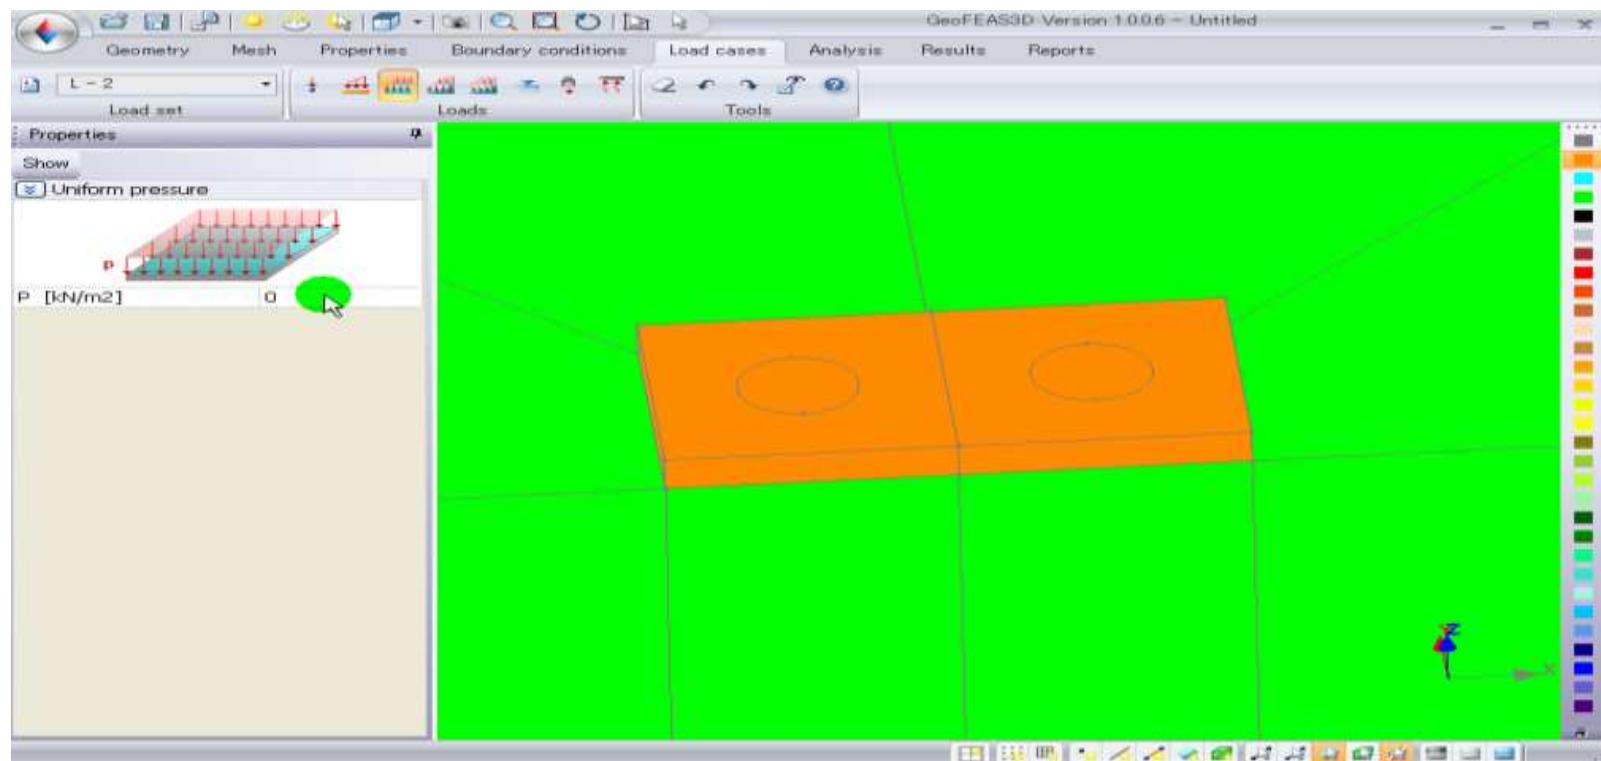 GeoFEAS3D Version 1.0.0.6 - Untitled
Geometry Mesh Properties Boundary conditions Load cases Analysis Results Reports
L - 2
Load set Loads Tools
Properties
Show
Uniform pressure
P
P [kN/m2] 0
Z
X